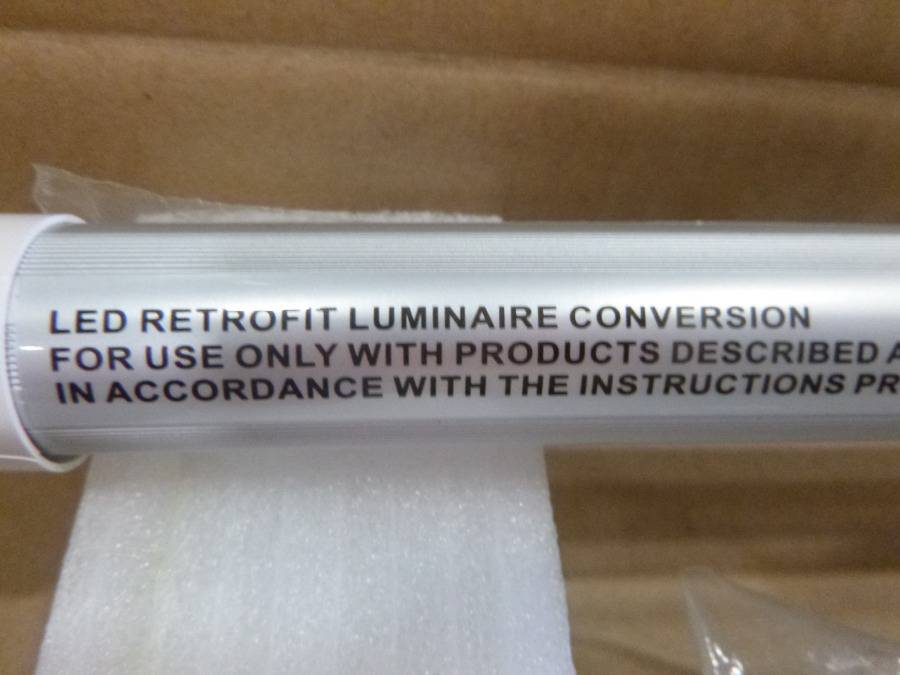 LED RETROFIT LUMINAIRE CONVERSION
FOR USE ONLY WITH PRODUCTS DESCRIBED
IN ACCORDANCE WITH THE INSTRUCTIONS